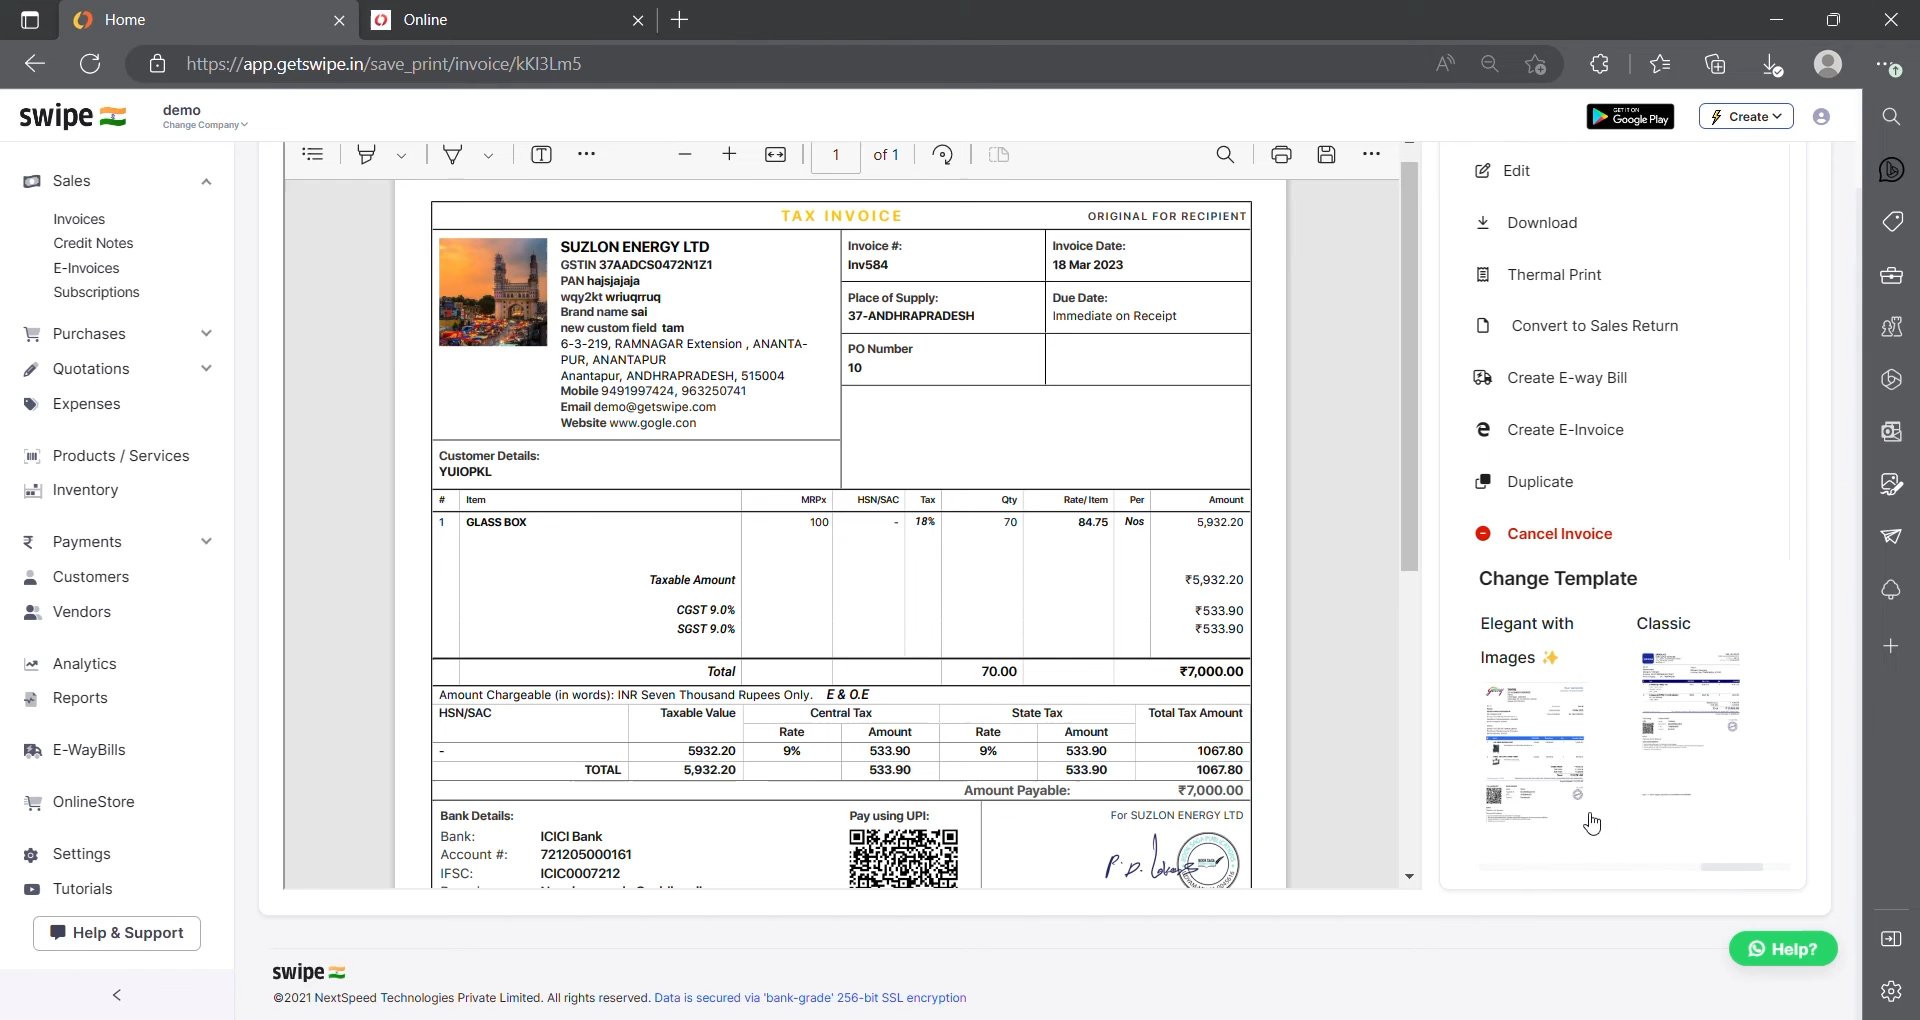 Home
Online
https://app.getswipe.in/save_print/invoice/kKI3Lm5
swipe
demo
Change Company
GET IT ON
Google Play
Create
Sales
Invoices
Credit Notes
E-Invoices
Subscriptions
Purchases
Quotations
Expenses
Products / Services
Inventory
Payments
Customers
Vendors
Analytics
Reports
E-WayBills
OnlineStore
Settings
Tutorials
Help & Support
1 of 1
TAX INVOICE
ORIGINAL FOR RECIPIENT
SUZLON ENERGY LTD
GSTIN 37AADCS0472N1Z1
PAN hajsjajaja
wqy2kt wriuqrruq
Brand name sai
new custom field tam
6-3-219, RAMNAGAR Extension , ANANTA-
PUR, ANANTAPUR
Anantapur, ANDHRAPRADESH, 515004
Mobile 9491997424, 963250741
Email demo@getswipe.com
Website www.gogle.con
Invoice #:
Inv584
Invoice Date:
18 Mar 2023
Place of Supply:
37-ANDHRAPRADESH
Due Date:
Immediate on Receipt
PO Number
10
Customer Details:
YUIOPKL
# Item MRPx HSN/SAC Tax Qty Rate/ Item Per Amount
1 GLASS BOX 100 - 18% 70 84.75 Nos 5,932.20
Taxable Amount ₹5,932.20
CGST 9.0% ₹533.90
SGST 9.0% ₹533.90
Total 70.00 ₹7,000.00
Amount Chargeable (in words): INR Seven Thousand Rupees Only. E & O.E
HSN/SAC Taxable Value Central Tax State Tax Total Tax Amount
Rate Amount Rate Amount
- 5932.20 9% 533.90 9% 533.90 1067.80
TOTAL 5,932.20 533.90 533.90 1067.80
Amount Payable: ₹7,000.00
Bank Details:
Bank: ICICI Bank
Account #: 721205000161
IFSC: ICIC0007212
Pay using UPI:
For SUZLON ENERGY LTD
Edit
Download
Thermal Print
Convert to Sales Return
Create E-way Bill
Create E-Invoice
Duplicate
Cancel Invoice
Change Template
Elegant with
Images ✨
Classic
Help?
swipe
©2021 NextSpeed Technologies Private Limited. All rights reserved. Data is secured via 'bank-grade' 256-bit SSL encryption